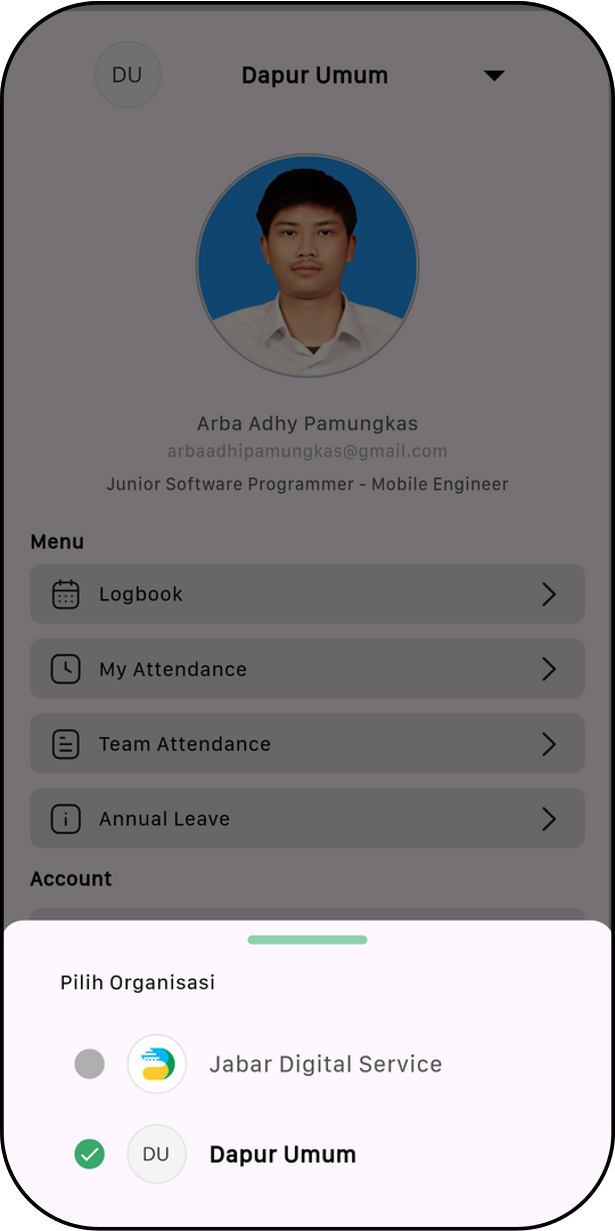 DU
Dapur Umum
Arba Adhy Pamungkas
arbaadhipamungkas@gmail.com
Junior Software Programmer - Mobile Engineer
Menu
Logbook
My Attendance
Team Attendance
Annual Leave
Account
Pilih Organisasi
Jabar Digital Service
DU
Dapur Umum